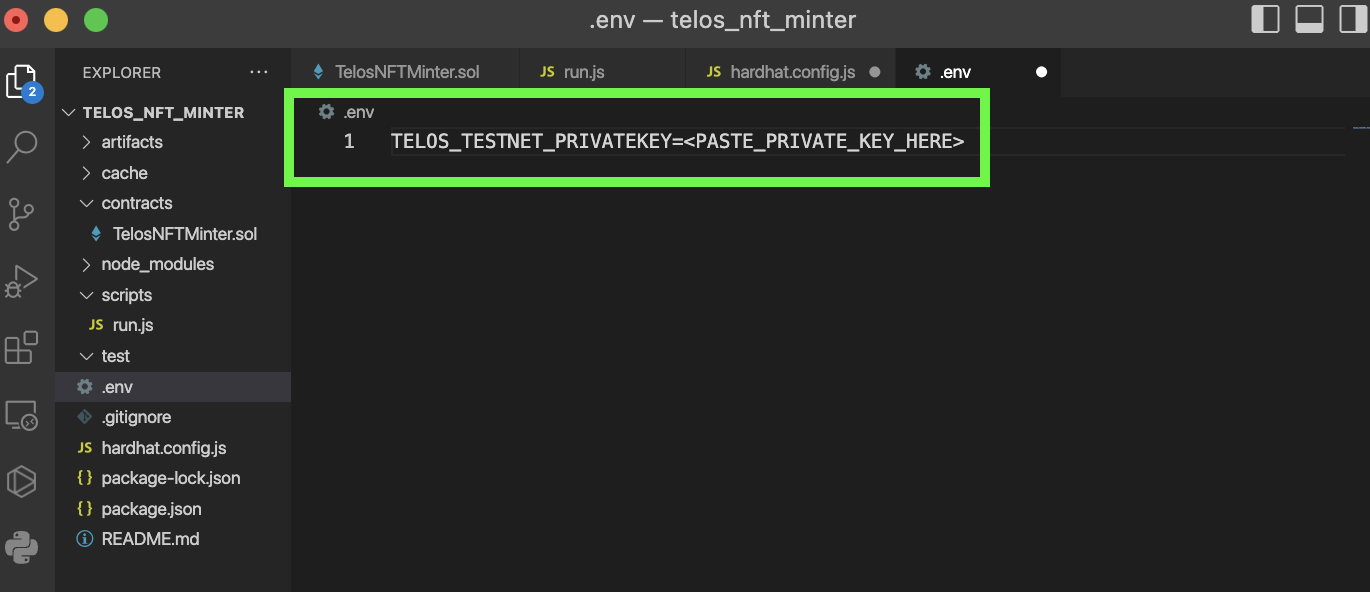 .env — telos_nft_minter
EXPLORER
TelosNFTMinter.sol
JS run.js
JS hardhat.config.js
.env
2
TELOS_NFT_MINTER
artifacts
cache
contracts
TelosNFTMinter.sol
node_modules
scripts
JS run.js
test
.env
.gitignore
JS hardhat.config.js
{} package-lock.json
{} package.json
README.md
.env
1 TELOS_TESTNET_PRIVATEKEY=<PASTE_PRIVATE_KEY_HERE>